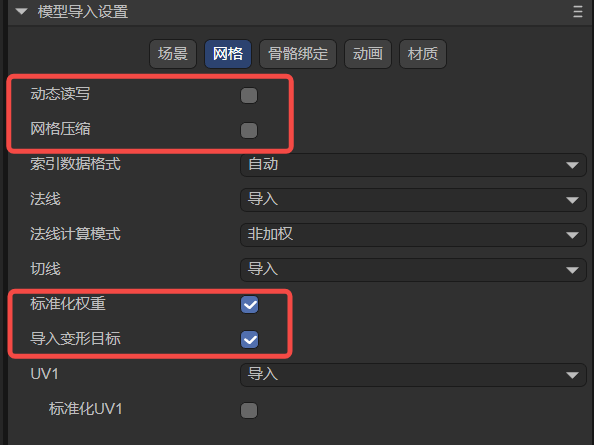 模型导入设置
场景 网格 骨骼绑定 动画 材质
动态读写
网格压缩
索引数据格式 自动
法线 导入
法线计算模式 非加权
切线 导入
标准化权重
导入变形目标
UV1 导入
标准化UV1